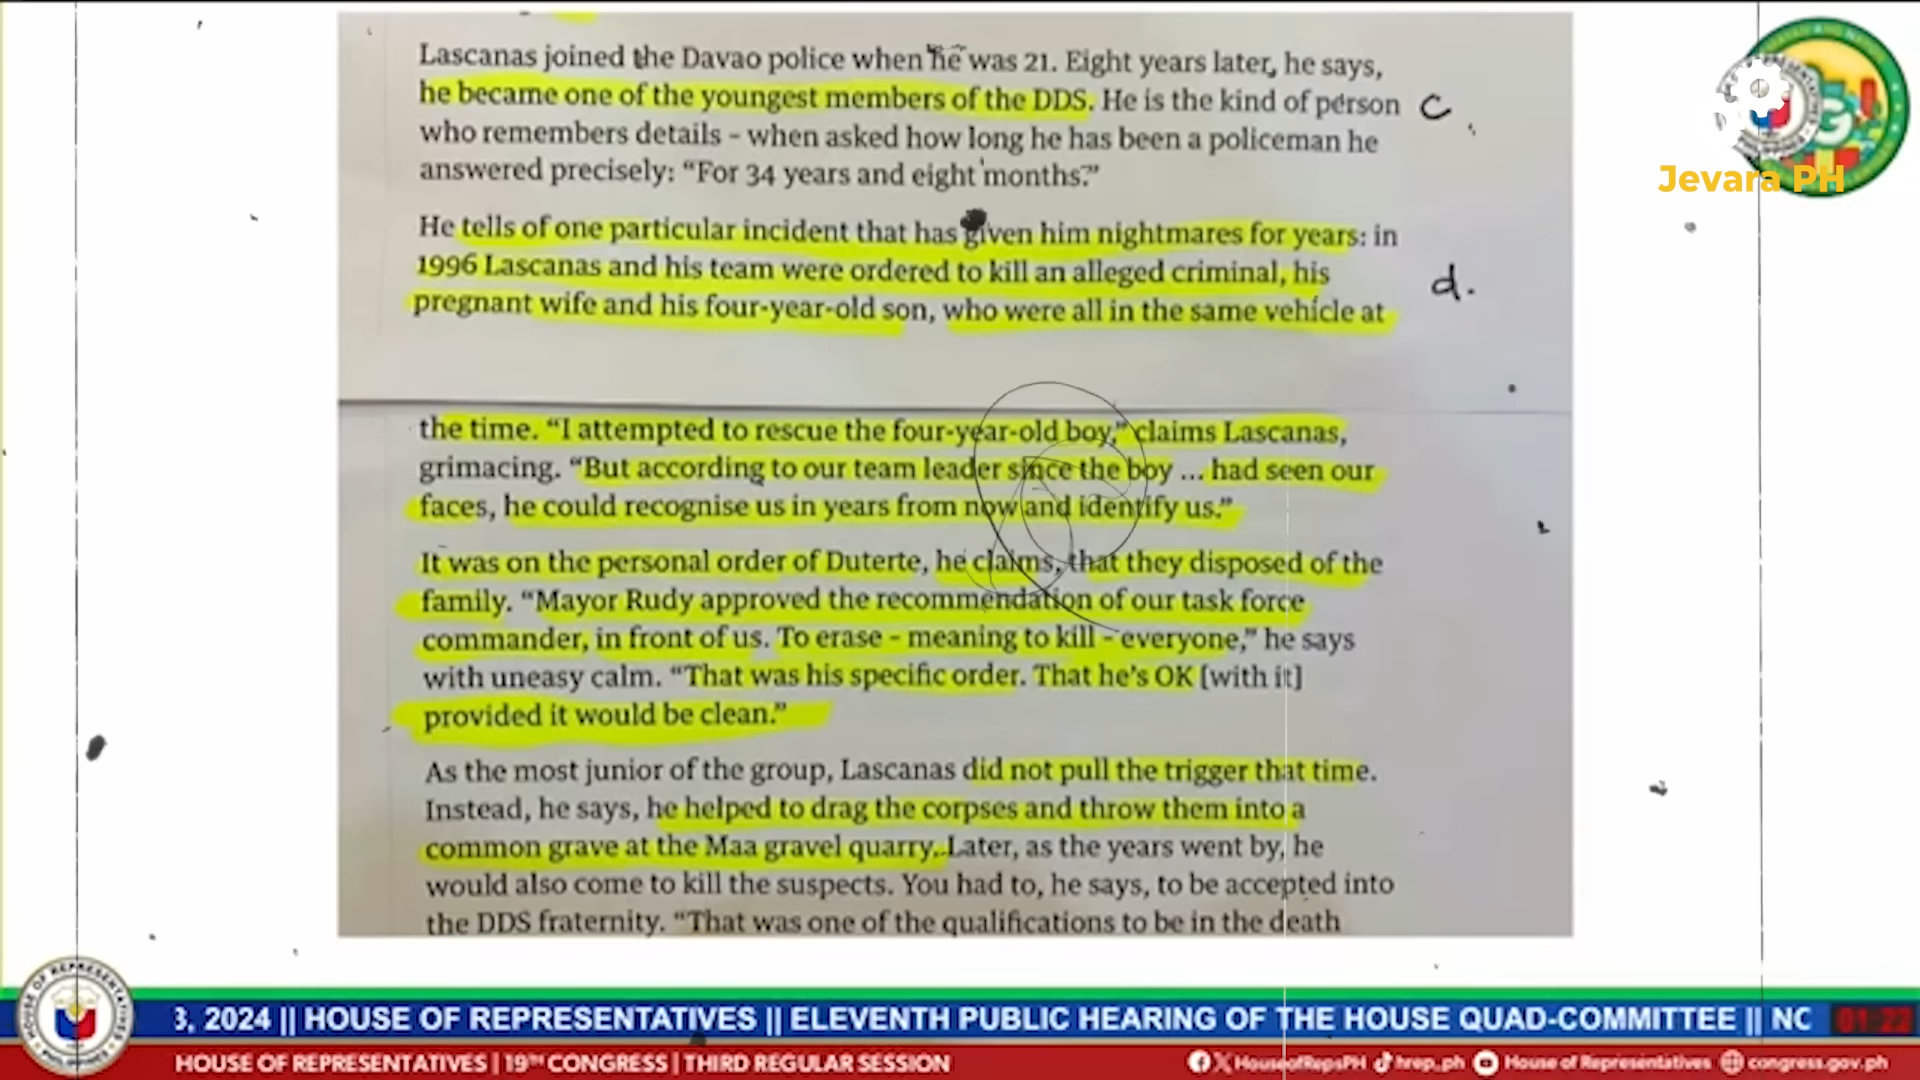 Lascanas joined the Davao police when he was 21. Eight years later, he says,
he became one of the youngest members of the DDS. He is the kind of person
who remembers details – when asked how long he has been a policeman he
answered precisely: “For 34 years and eight months.”
He tells of one particular incident that has given him nightmares for years: in
1996 Lascanas and his team were ordered to kill an alleged criminal, his
pregnant wife and his four-year-old son, who were all in the same vehicle at
c
d.
the time. “I attempted to rescue the four-year-old boy,” claims Lascanas,
grimacing. “But according to our team leader since the boy ... had seen our
faces, he could recognise us in years from now and identify us.”
It was on the personal order of Duterte, he claims, that they disposed of the
family. “Mayor Rudy approved the recommendation of our task force
commander, in front of us. To erase – meaning to kill – everyone,” he says
with uneasy calm. “That was his specific order. That he’s OK [with it]
provided it would be clean.”
As the most junior of the group, Lascanas did not pull the trigger that time.
Instead, he says, he helped to drag the corpses and throw them into a
common grave at the Maa gravel quarry. Later, as the years went by, he
would also come to kill the suspects. You had to, he says, to be accepted into
the DDS fraternity. “That was one of the qualifications to be in the death
Jevara PH
3, 2024 || HOUSE OF REPRESENTATIVES || ELEVENTH PUBLIC HEARING OF THE HOUSE QUAD-COMMITTEE || NO
01:22
HOUSE OF REPRESENTATIVES | 19TH CONGRESS | THIRD REGULAR SESSION
HouseofRepsPH hrep_ph House of Representatives congress.gov.ph